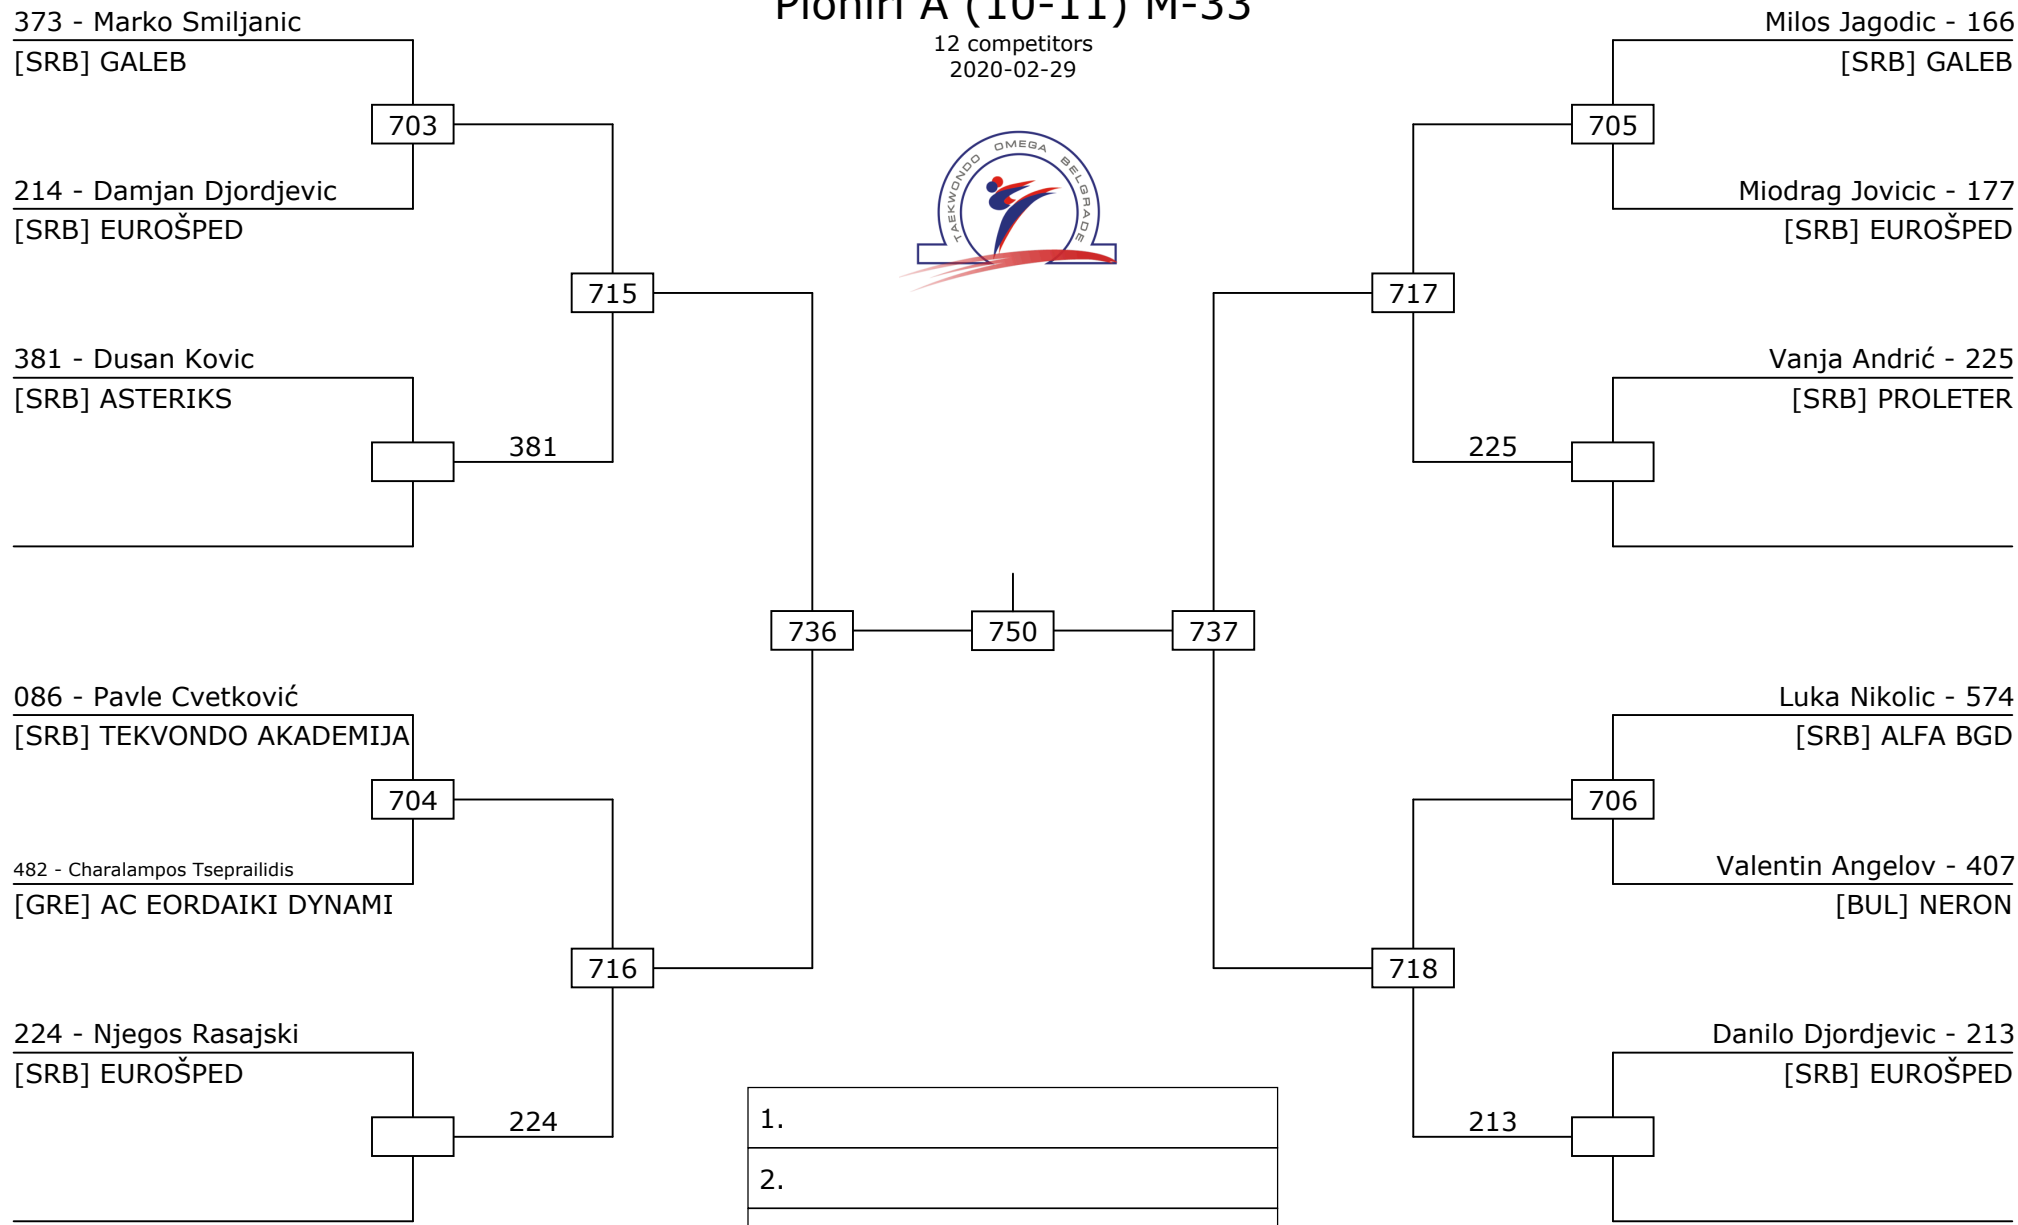 Pioniri A (10-11) M-33
12 competitors
2020-02-29
TAEKWONDO OMEGA BELGRADE
373 - Marko Smiljanic
[SRB] GALEB
703
214 - Damjan Djordjevic
[SRB] EUROŠPED
715
381 - Dusan Kovic
[SRB] ASTERIKS
381
736
086 - Pavle Cvetković
[SRB] TEKVONDO AKADEMIJA
704
482 - Charalampos Tseprailidis
[GRE] AC EORDAIKI DYNAMI
716
224 - Njegos Rasajski
[SRB] EUROŠPED
224
750
Milos Jagodic - 166
[SRB] GALEB
705
Miodrag Jovicic - 177
[SRB] EUROŠPED
717
Vanja Andrić - 225
[SRB] PROLETER
225
737
Luka Nikolic - 574
[SRB] ALFA BGD
706
Valentin Angelov - 407
[BUL] NERON
718
Danilo Djordjevic - 213
[SRB] EUROŠPED
213
1.
2.